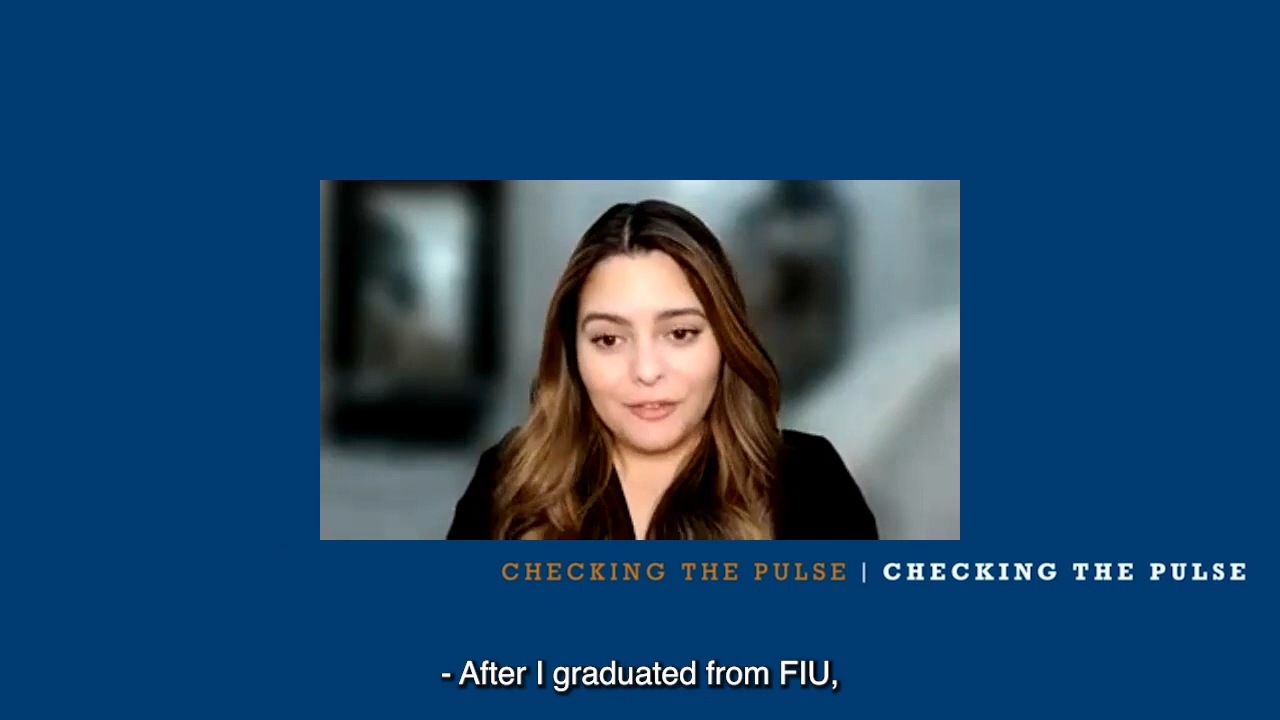 CHECKING THE PULSE | CHECKING THE PULSE
- After I graduated from FIU,